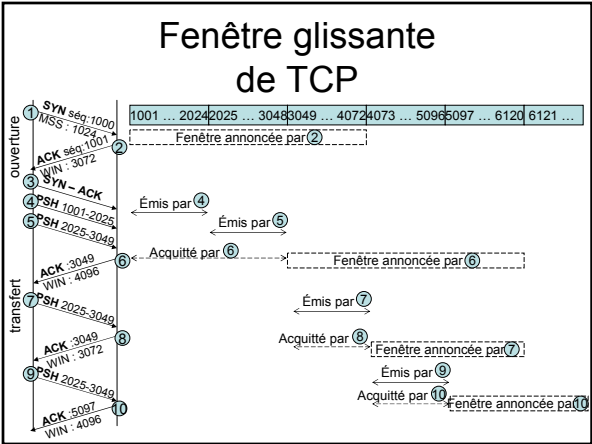 Fenêtre glissante
de TCP
ouverture
transfert
1
SYN séq:1000
MSS : 1024
2
ACK séq:1001
WIN : 3072
3
SYN – ACK
4
PSH 1001-2025
5
PSH 2025-3049
6
ACK :3049
WIN : 4096
7
PSH 2025-3049
8
ACK :3049
WIN : 3072
9
PSH 2025-3049
10
ACK :5097
WIN : 4096
1001 … 2024 2025 … 3048 3049 … 4072 4073 … 5096 5097 … 6120 6121 …
Fenêtre annoncée par 2
Émis par 4
Émis par 5
Acquitté par 6
Fenêtre annoncée par 6
Émis par 7
Acquitté par 8
Fenêtre annoncée par 7
Émis par 9
Acquitté par 10
Fenêtre annoncée par 10